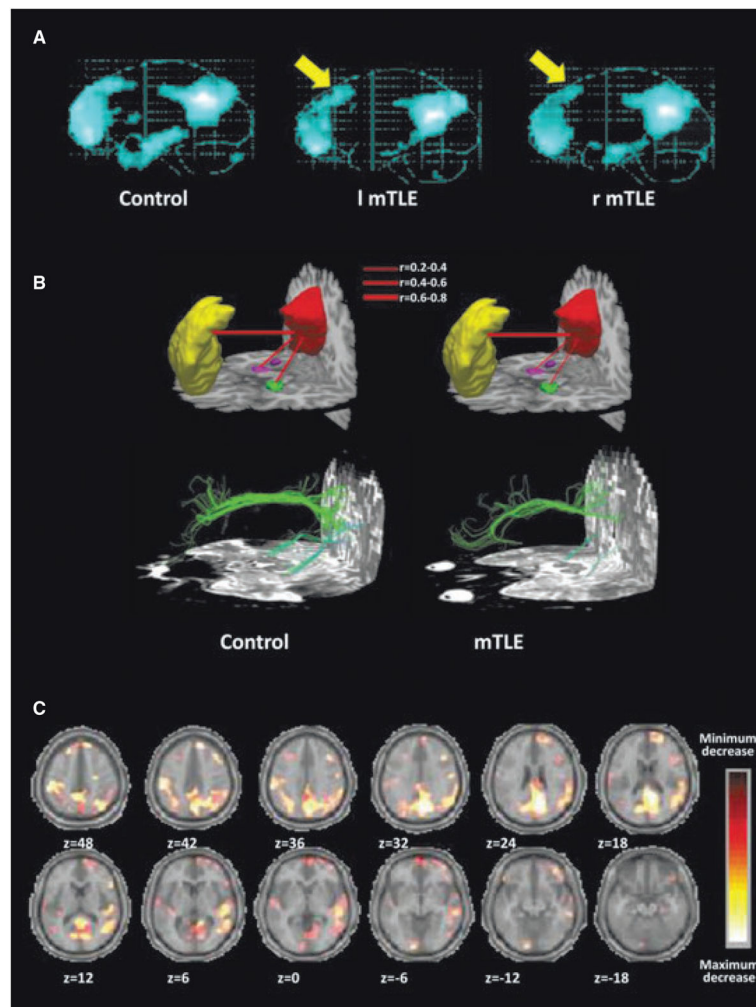 A
Control
l mTLE
r mTLE
B
r=0.2-0.4
r=0.4-0.6
r=0.6-0.8
Control
mTLE
C
Minimum
decrease
z=48
z=42
z=36
z=32
z=24
z=18
z=12
z=6
z=0
z=-6
z=-12
z=-18
Maximum
decrease